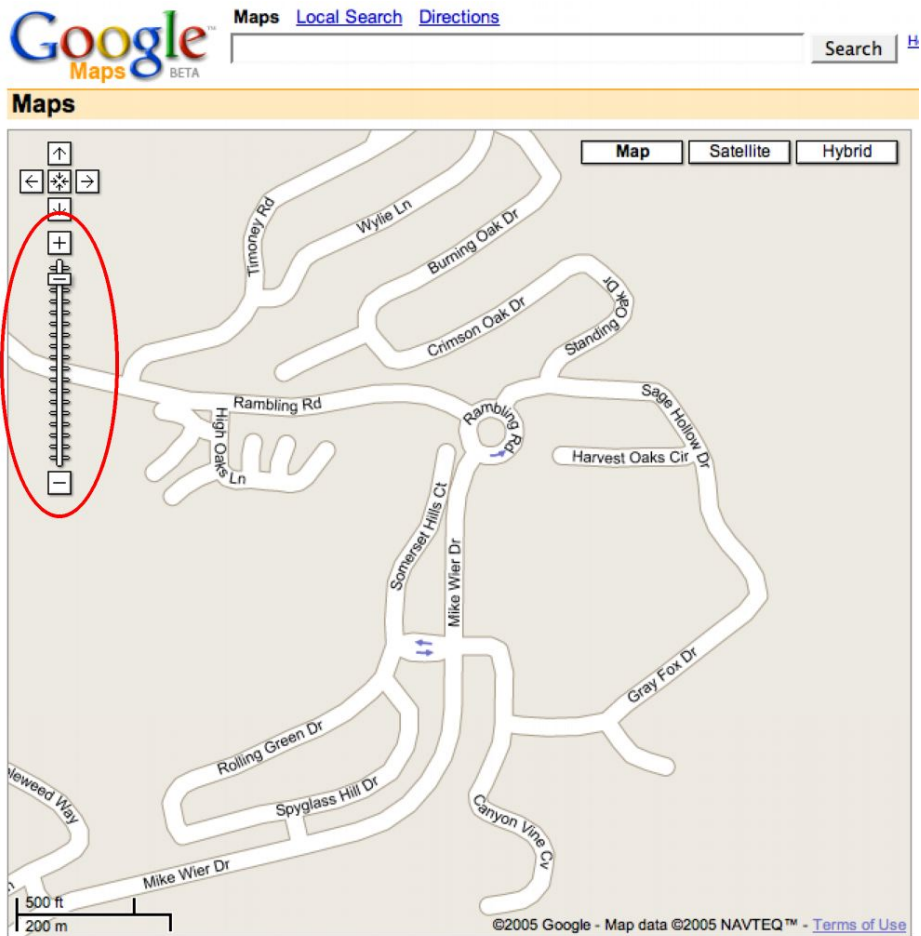 Google™
Maps BETA
Maps Local Search Directions
Search
Maps
Map Satellite Hybrid
Timoney Rd
Wylie Ln
Burning Oak Dr
Crimson Oak Dr
Standing Oak Dr
Rambling Rd
Rambling Rd
Sage Hollow Dr
High Oaks Ln
Harvest Oaks Cir
Somerset Hills Ct
Mike Wier Dr
Gray Fox Dr
Rolling Green Dr
Spyglass Hill Dr
Canyon Vine Cv
Mike Wier Dr
500 ft
200 m
©2005 Google - Map data ©2005 NAVTEQ™ - Terms of Use